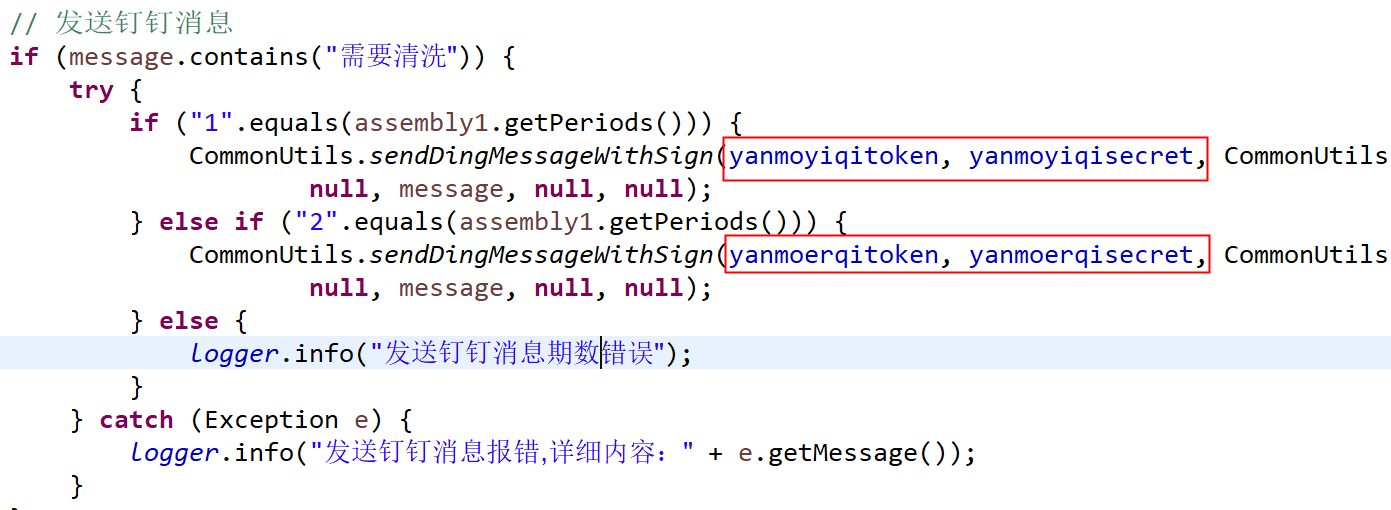 // 发送钉钉消息
if (message.contains("需要清洗")) {
try {
if ("1".equals(assembly1.getPeriods())) {
CommonUtils.sendDingMessageWithSign(yanmoyiqitoken, yanmoyiqisecret, CommonUtils
null, message, null, null);
} else if ("2".equals(assembly1.getPeriods())) {
CommonUtils.sendDingMessageWithSign(yanmoerqitoken, yanmoerqisecret, CommonUtils
null, message, null, null);
} else {
logger.info("发送钉钉消息期数错误");
}
} catch (Exception e) {
logger.info("发送钉钉消息报错,详细内容：" + e.getMessage());
}